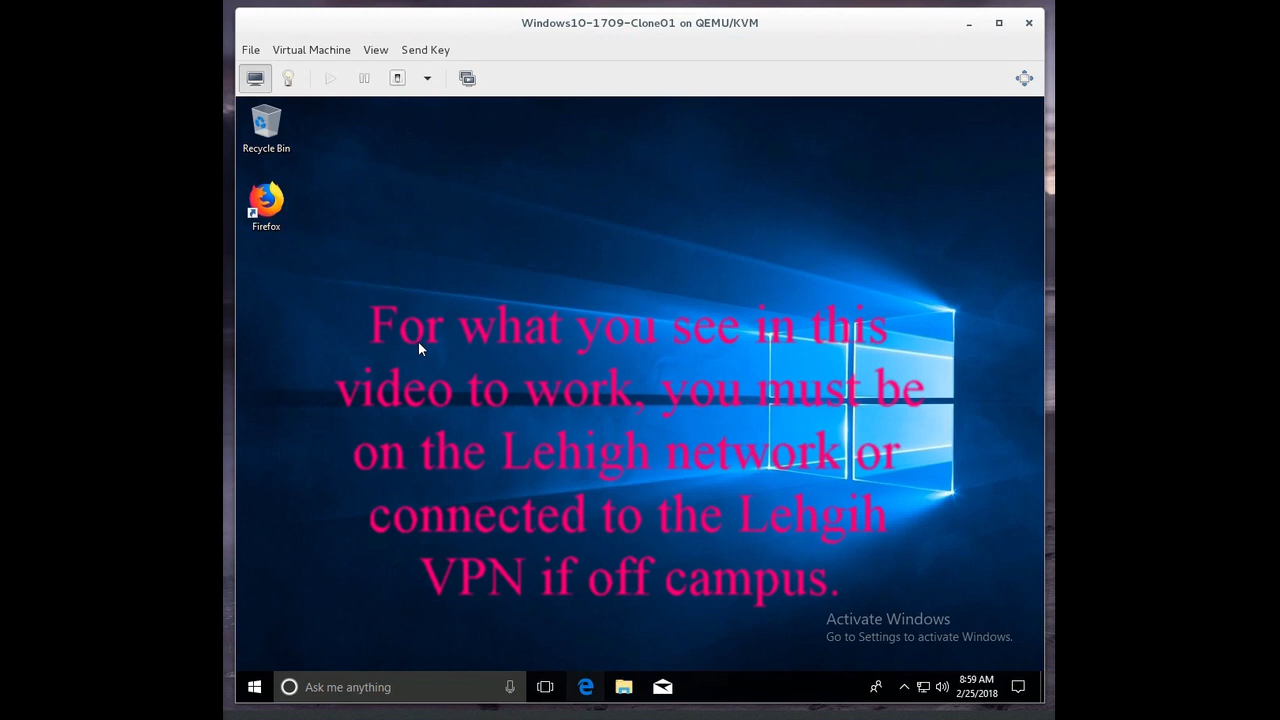 Windows10-1709-Clone01 on QEMU/KVM
File Virtual Machine View Send Key
Recycle Bin
Firefox
For what you see in this
video to work, you must be
on the Lehigh network or
connected to the Lehgih
VPN if off campus.
Activate Windows
Go to Settings to activate Windows.
Ask me anything
8:59 AM
2/25/2018